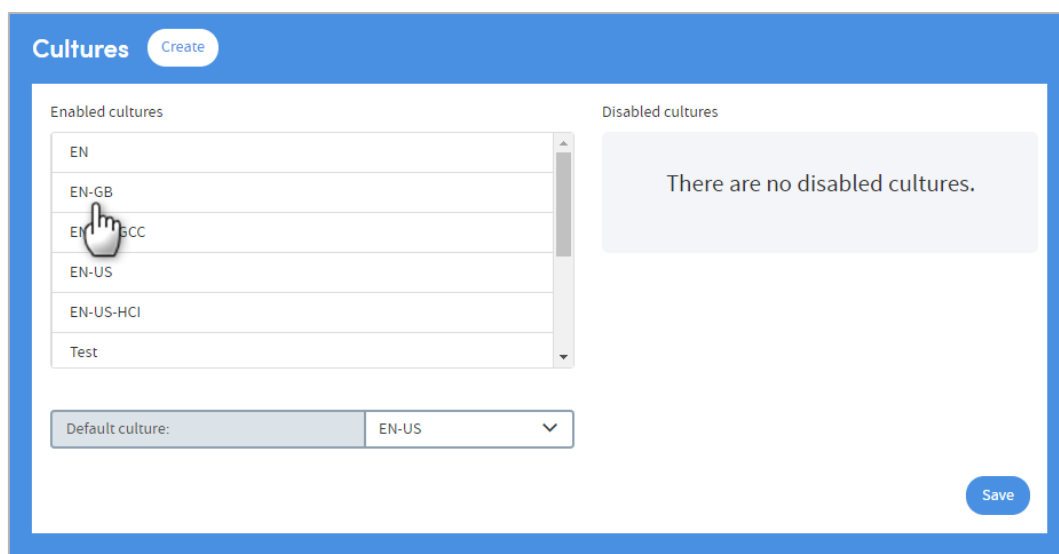 Cultures
Create
Enabled cultures
EN
EN-GB
GCC
EN-US
EN-US-HCI
Test
Default culture:
EN-US
Disabled cultures
There are no disabled cultures.
Save